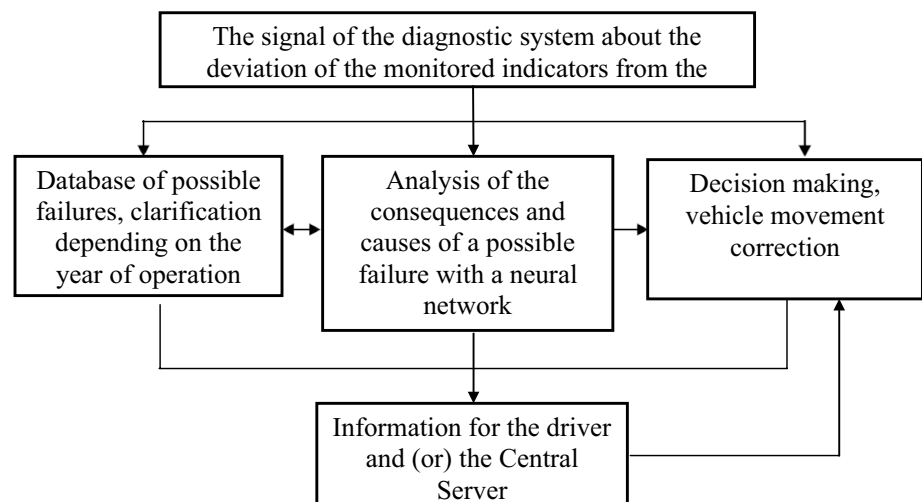 The signal of the diagnostic system about the
deviation of the monitored indicators from the
Database of possible
failures, clarification
depending on the
year of operation
Analysis of the
consequences and
causes of a possible
failure with a neural
network
Decision making,
vehicle movement
correction
Information for the driver
and (or) the Central
Server